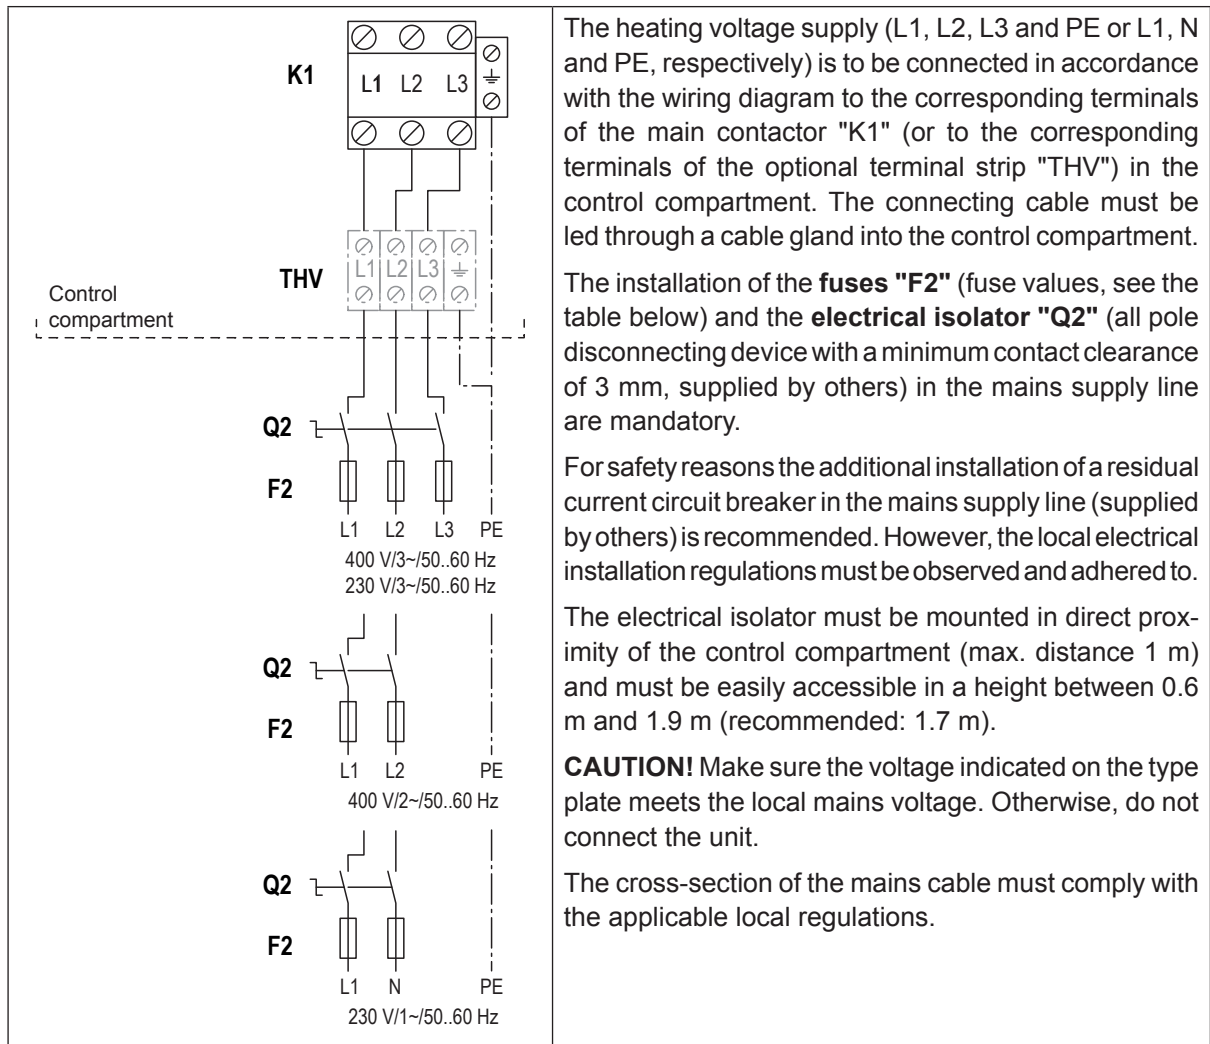 K1
L1 L2 L3
THV
L1 L2 L3
Control
compartment
Q2
F2
L1 L2 L3 PE
400 V/3~/50..60 Hz
230 V/3~/50..60 Hz
Q2
F2
L1 L2 PE
400 V/2~/50..60 Hz
Q2
F2
L1 N PE
230 V/1~/50..60 Hz
The heating voltage supply (L1, L2, L3 and PE or L1, N
and PE, respectively) is to be connected in accordance
with the wiring diagram to the corresponding terminals
of the main contactor "K1" (or to the corresponding
terminals of the optional terminal strip "THV") in the
control compartment. The connecting cable must be
led through a cable gland into the control compartment.
The installation of the fuses "F2" (fuse values, see the
table below) and the electrical isolator "Q2" (all pole
disconnecting device with a minimum contact clearance
of 3 mm, supplied by others) in the mains supply line
are mandatory.
For safety reasons the additional installation of a residual
current circuit breaker in the mains supply line (supplied
by others) is recommended. However, the local electrical
installation regulations must be observed and adhered to.
The electrical isolator must be mounted in direct prox-
imity of the control compartment (max. distance 1 m)
and must be easily accessible in a height between 0.6
m and 1.9 m (recommended: 1.7 m).
CAUTION! Make sure the voltage indicated on the type
plate meets the local mains voltage. Otherwise, do not
connect the unit.
The cross-section of the mains cable must comply with
the applicable local regulations.